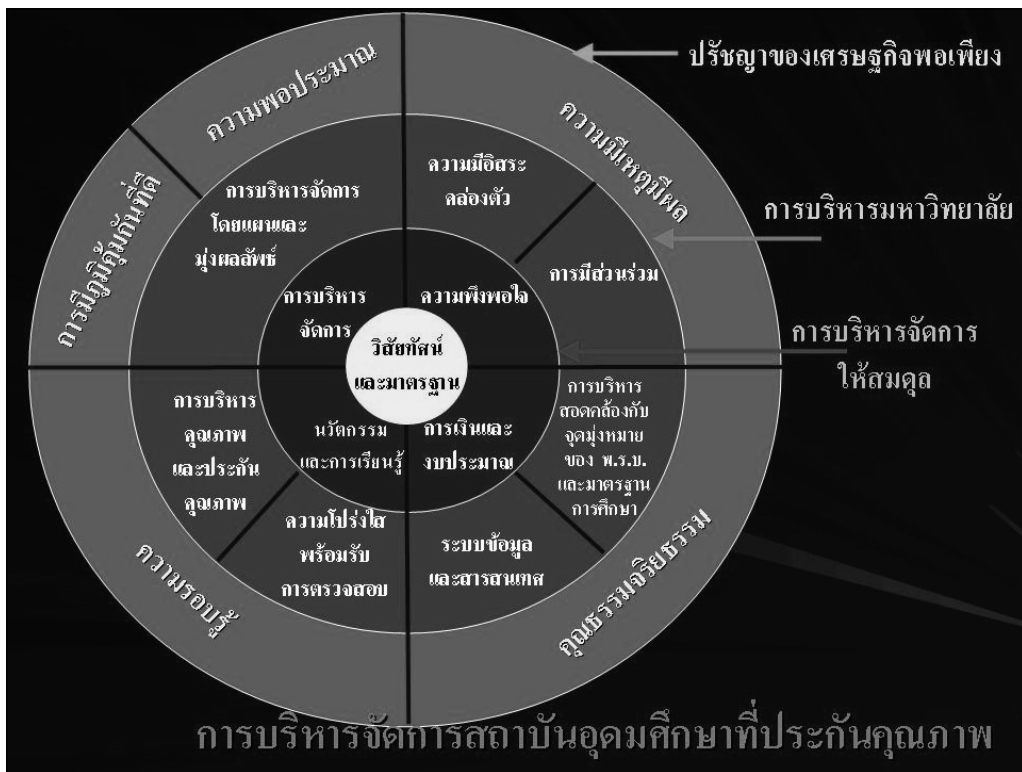 ปรัชญาของเศรษฐกิจพอเพียง
ความพอประมาณ
ความมีเหตุมีผล
การมีภูมิคุ้มกันที่ดี
ความรอบรู้
คุณธรรมจริยธรรม
การบริหารมหาวิทยาลัย
การบริหารจัดการ
โดยแผนและ
มุ่งผลลัพธ์
ความมีอิสระ
คล่องตัว
การมีส่วนร่วม
การบริหารจัดการ
ให้สมดุล
การบริหาร
จัดการ
ความพึงพอใจ
วิสัยทัศน์
และมาตรฐาน
นวัตกรรม
และการเรียนรู้
การเงินและ
งบประมาณ
การบริหาร
คุณภาพ
และประกัน
คุณภาพ
การบริหาร
สอดคล้องกับ
จุดมุ่งหมาย
ของ พ.ร.บ.
และมาตรฐาน
การศึกษา
ความโปร่งใส
พร้อมรับ
การตรวจสอบ
ระบบข้อมูล
และสารสนเทศ
การบริหารจัดการสถาบันอุดมศึกษาที่ประกันคุณภาพ